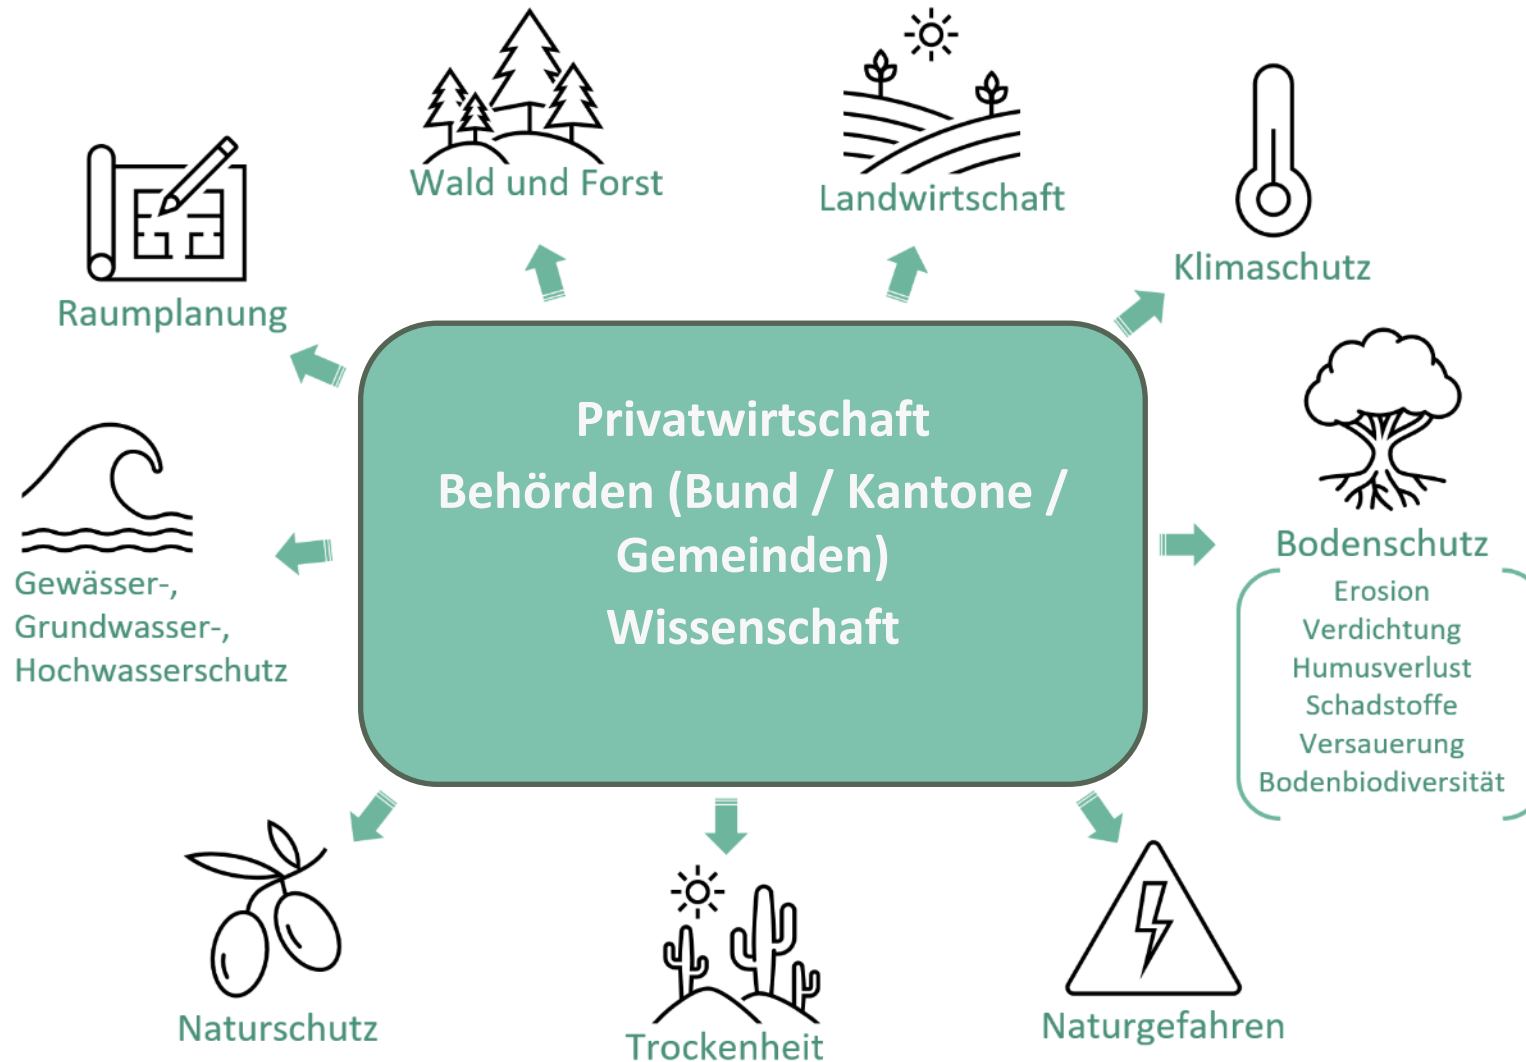 Wald und Forst
Landwirtschaft
Klimaschutz
Raumplanung
Privatwirtschaft
Behörden (Bund / Kantone /
Gemeinden)
Wissenschaft
Gewässer-,
Grundwasser-,
Hochwasserschutz
Bodenschutz
Erosion
Verdichtung
Humusverlust
Schadstoffe
Versauerung
Bodenbiodiversität
Naturschutz
Trockenheit
Naturgefahren